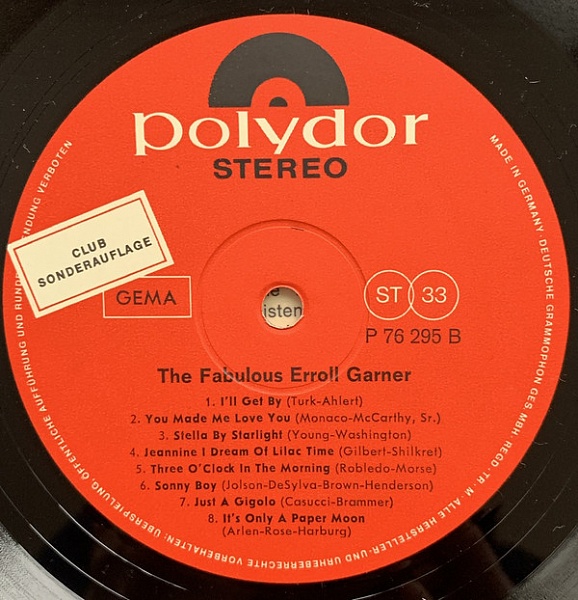 polydor
STEREO
CLUB
SONDERAUFLAGE
GEMA
isten
ST 33
P 76 295 B
The Fabulous Erroll Garner
1. I'll Get By (Turk-Ahlert)
2. You Made Me Love You (Monaco-McCarthy, Sr.)
3. Stella By Starlight (Young-Washington)
4. Jeannine I Dream Of Lilac Time (Gilbert-Shilkret)
5. Three O'Clock In The Morning (Robledo-Morse)
6. Sonny Boy (Jolson-DeSylva-Brown-Henderson)
7. Just A Gigolo (Casucci-Brammer)
8. It's Only A Paper Moon
(Arlen-Rose-Harburg)
MADE IN GERMANY · DEUTSCHE GRAMMOPHON GES MBH · REGD · TR · M · ALLE HERSTELLER- UND URHEBERRECHTE VORBEHALTEN: ÜBERSPIELUNG, ÖFFENTLICHE AUFFÜHRUNG UND RUND NDUNG VERBOTEN